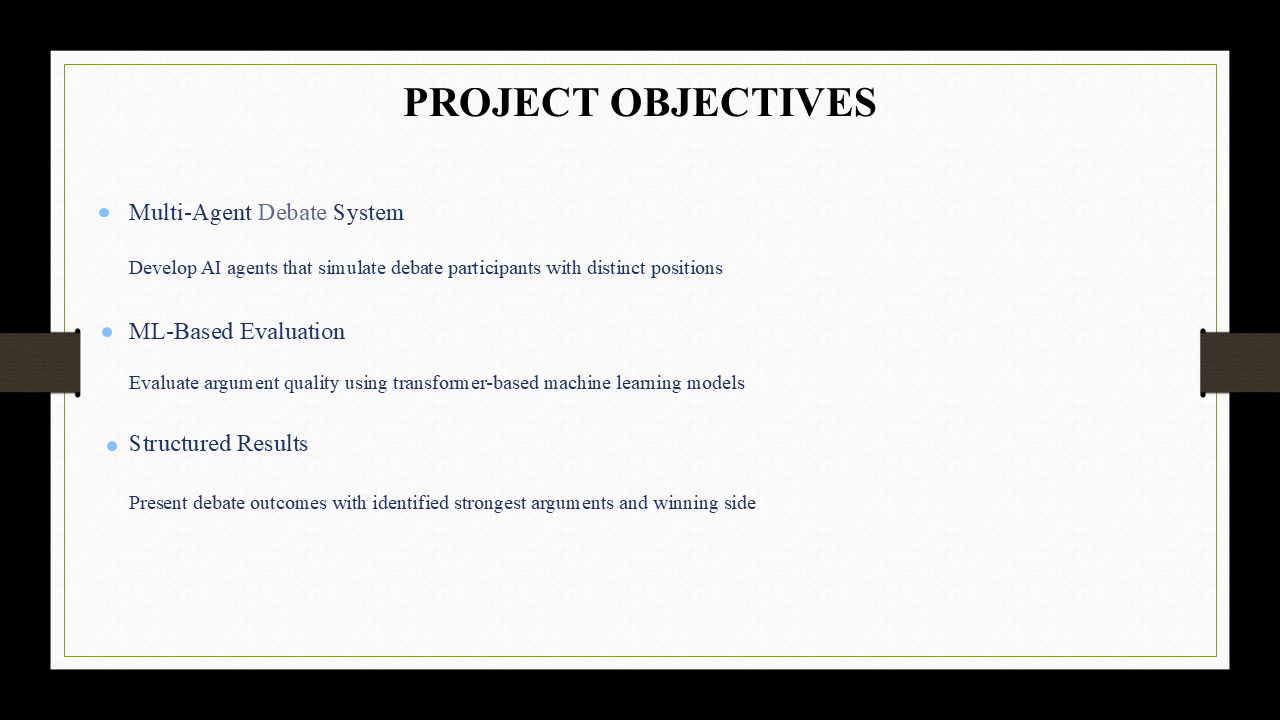 PROJECT OBJECTIVES
Multi-Agent Debate System
Develop AI agents that simulate debate participants with distinct positions
ML-Based Evaluation
Evaluate argument quality using transformer-based machine learning models
Structured Results
Present debate outcomes with identified strongest arguments and winning side